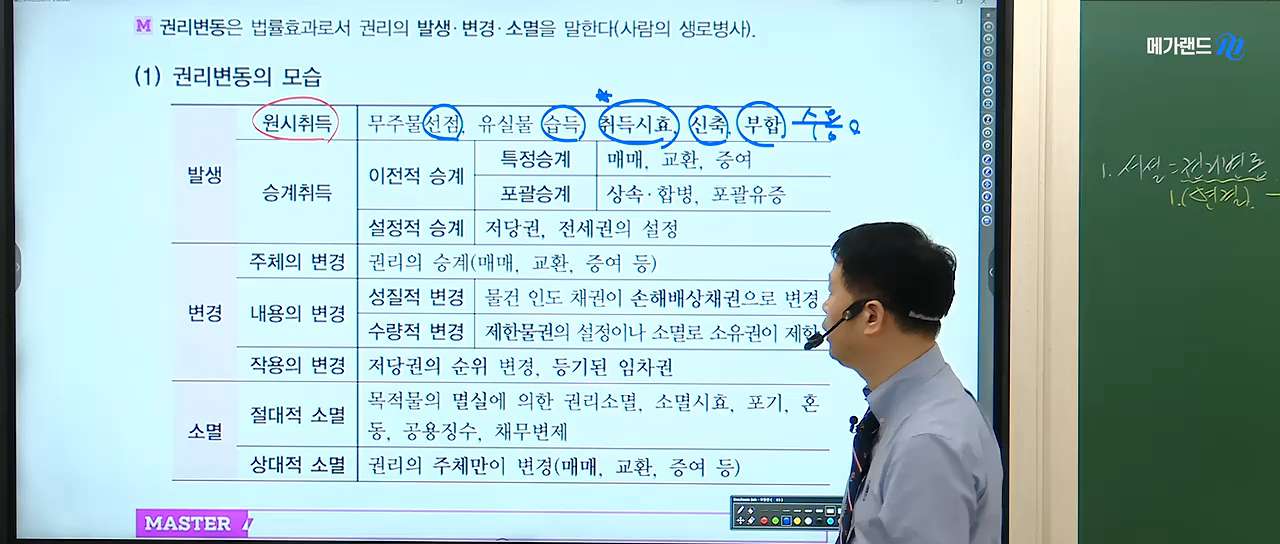 M 권리변동은 법률효과로서 권리의 발생·변경·소멸을 말한다(사람의 생로병사).
메가랜드
(1) 권리변동의 모습
발생 원시취득 무주물선점, 유실물 습득, 취득시효, 신축, 부합,
승계취득 이전적 승계 특정승계 매매, 교환, 증여
포괄승계 상속·합병, 포괄유증
설정적 승계 저당권, 전세권의 설정
변경 주체의 변경 권리의 승계(매매, 교환, 증여 등)
내용의 변경 성질적 변경 물건 인도 채권이 손해배상채권으로 변경
수량적 변경 제한물권의 설정이나 소멸로 소유권이 제한
작용의 변경 저당권의 순위 변경, 등기된 임차권
소멸 절대적 소멸 목적물의 멸실에 의한 권리소멸, 소멸시효, 포기, 혼
동, 공용징수, 채무변제
상대적 소멸 권리의 주체만이 변경(매매, 교환, 증여 등)
MASTER
1. 서설 = 권리변동
1. (변결).